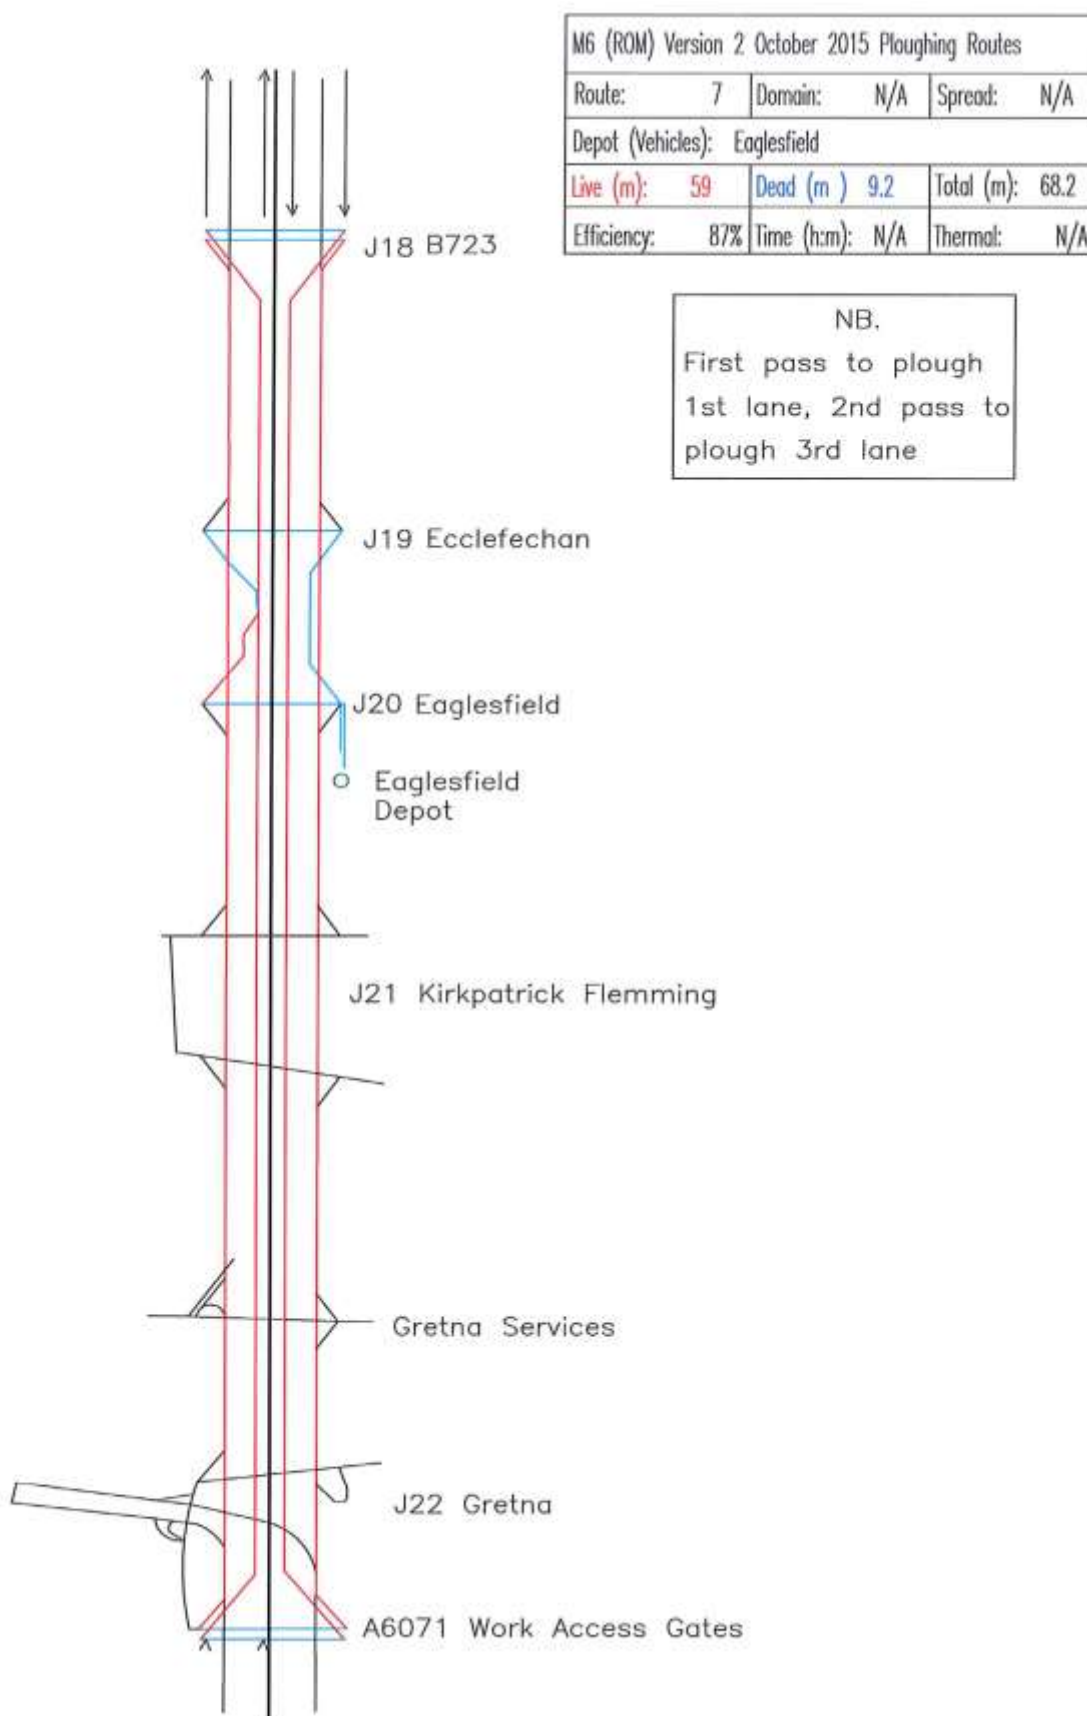 M6 (ROM) Version 2 October 2015 Ploughing Routes
Route: 7 Domain: N/A Spread: N/A
Depot (Vehicles): Eaglesfield
Live (m): 59 Dead (m ) 9.2 Total (m): 68.2
Efficiency: 87% Time (h:m): N/A Thermal: N/A
NB.
First pass to plough
1st lane, 2nd pass to
plough 3rd lane
J18 B723
J19 Ecclefechan
J20 Eaglesfield
Eaglesfield
Depot
J21 Kirkpatrick Flemming
Gretna Services
J22 Gretna
A6071 Work Access Gates